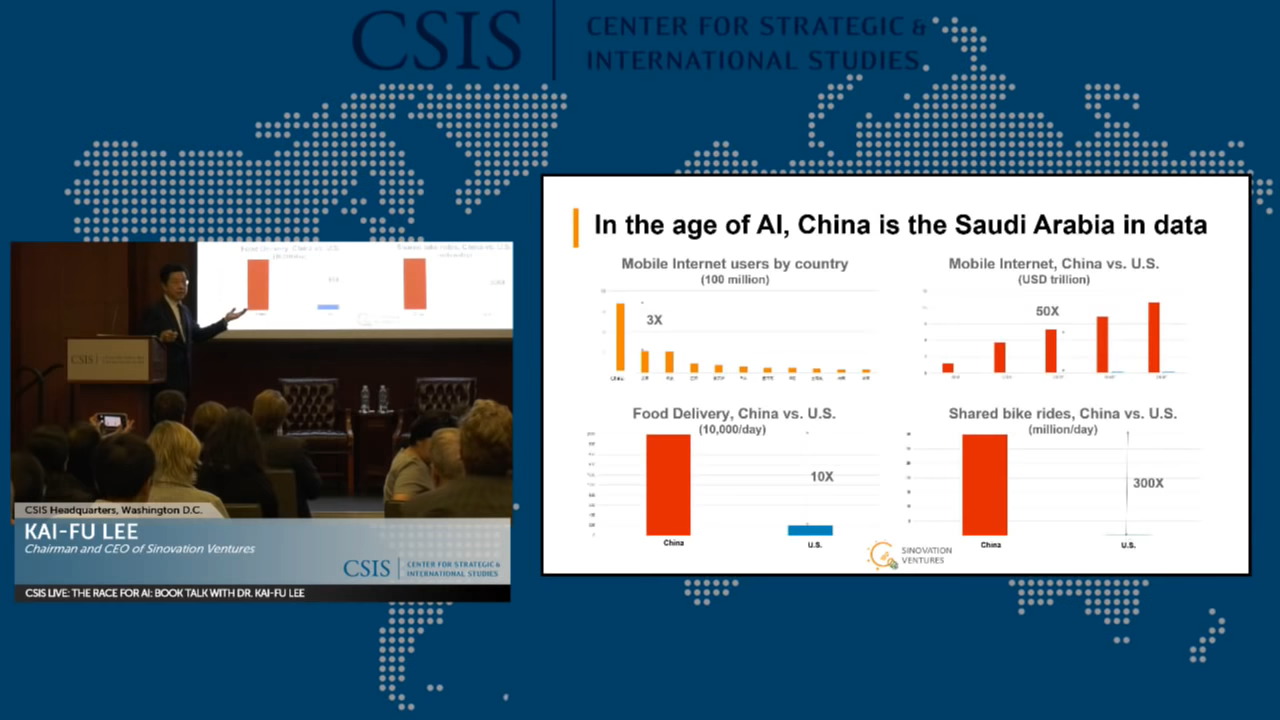 CSIS
CENTER FOR STRATEGIC &
INTERNATIONAL STUDIES
In the age of AI, China is the Saudi Arabia in data
Mobile Internet users by country
(100 million)
3X
Mobile Internet, China vs. U.S.
(USD trillion)
50X
Food Delivery, China vs. U.S.
(10,000/day)
10X
China
U.S.
Shared bike rides, China vs. U.S.
(million/day)
300X
China
U.S.
SINOVATION
VENTURES
CSIS
CSIS Headquarters, Washington D.C.
KAI-FU LEE
Chairman and CEO of Sinovation Ventures
CSIS
CENTER FOR STRATEGIC &
INTERNATIONAL STUDIES
CSIS LIVE: THE RACE FOR AI: BOOK TALK WITH DR. KAI-FU LEE